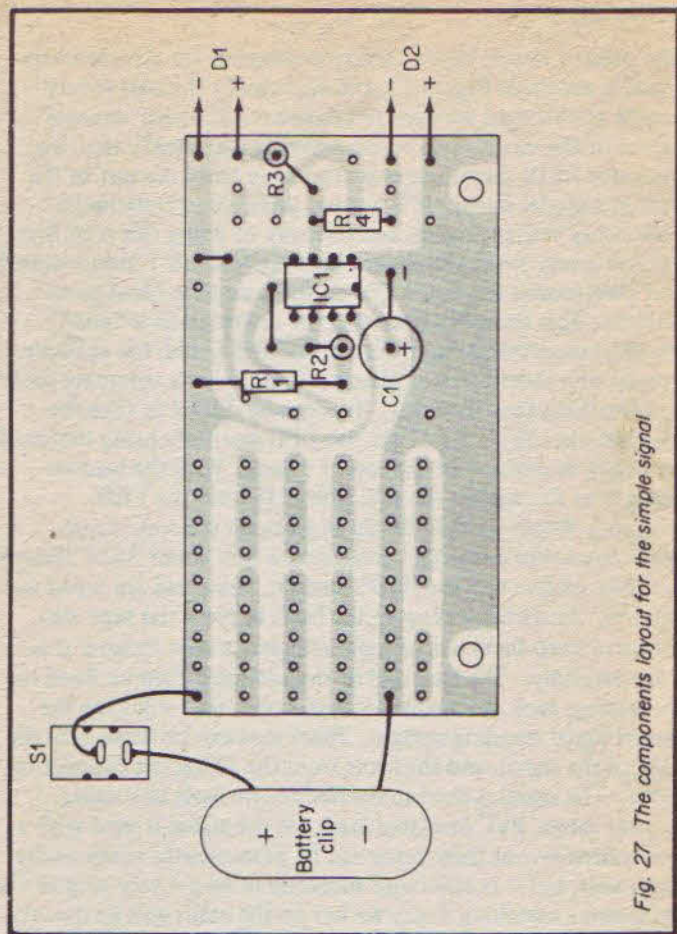 S1
+
Battery
clip
-
R
1
R2
+
C1
IC1
-
R3
R
4
-
D1
+
-
D2
+
Fig. 27 The components layout for the simple signal